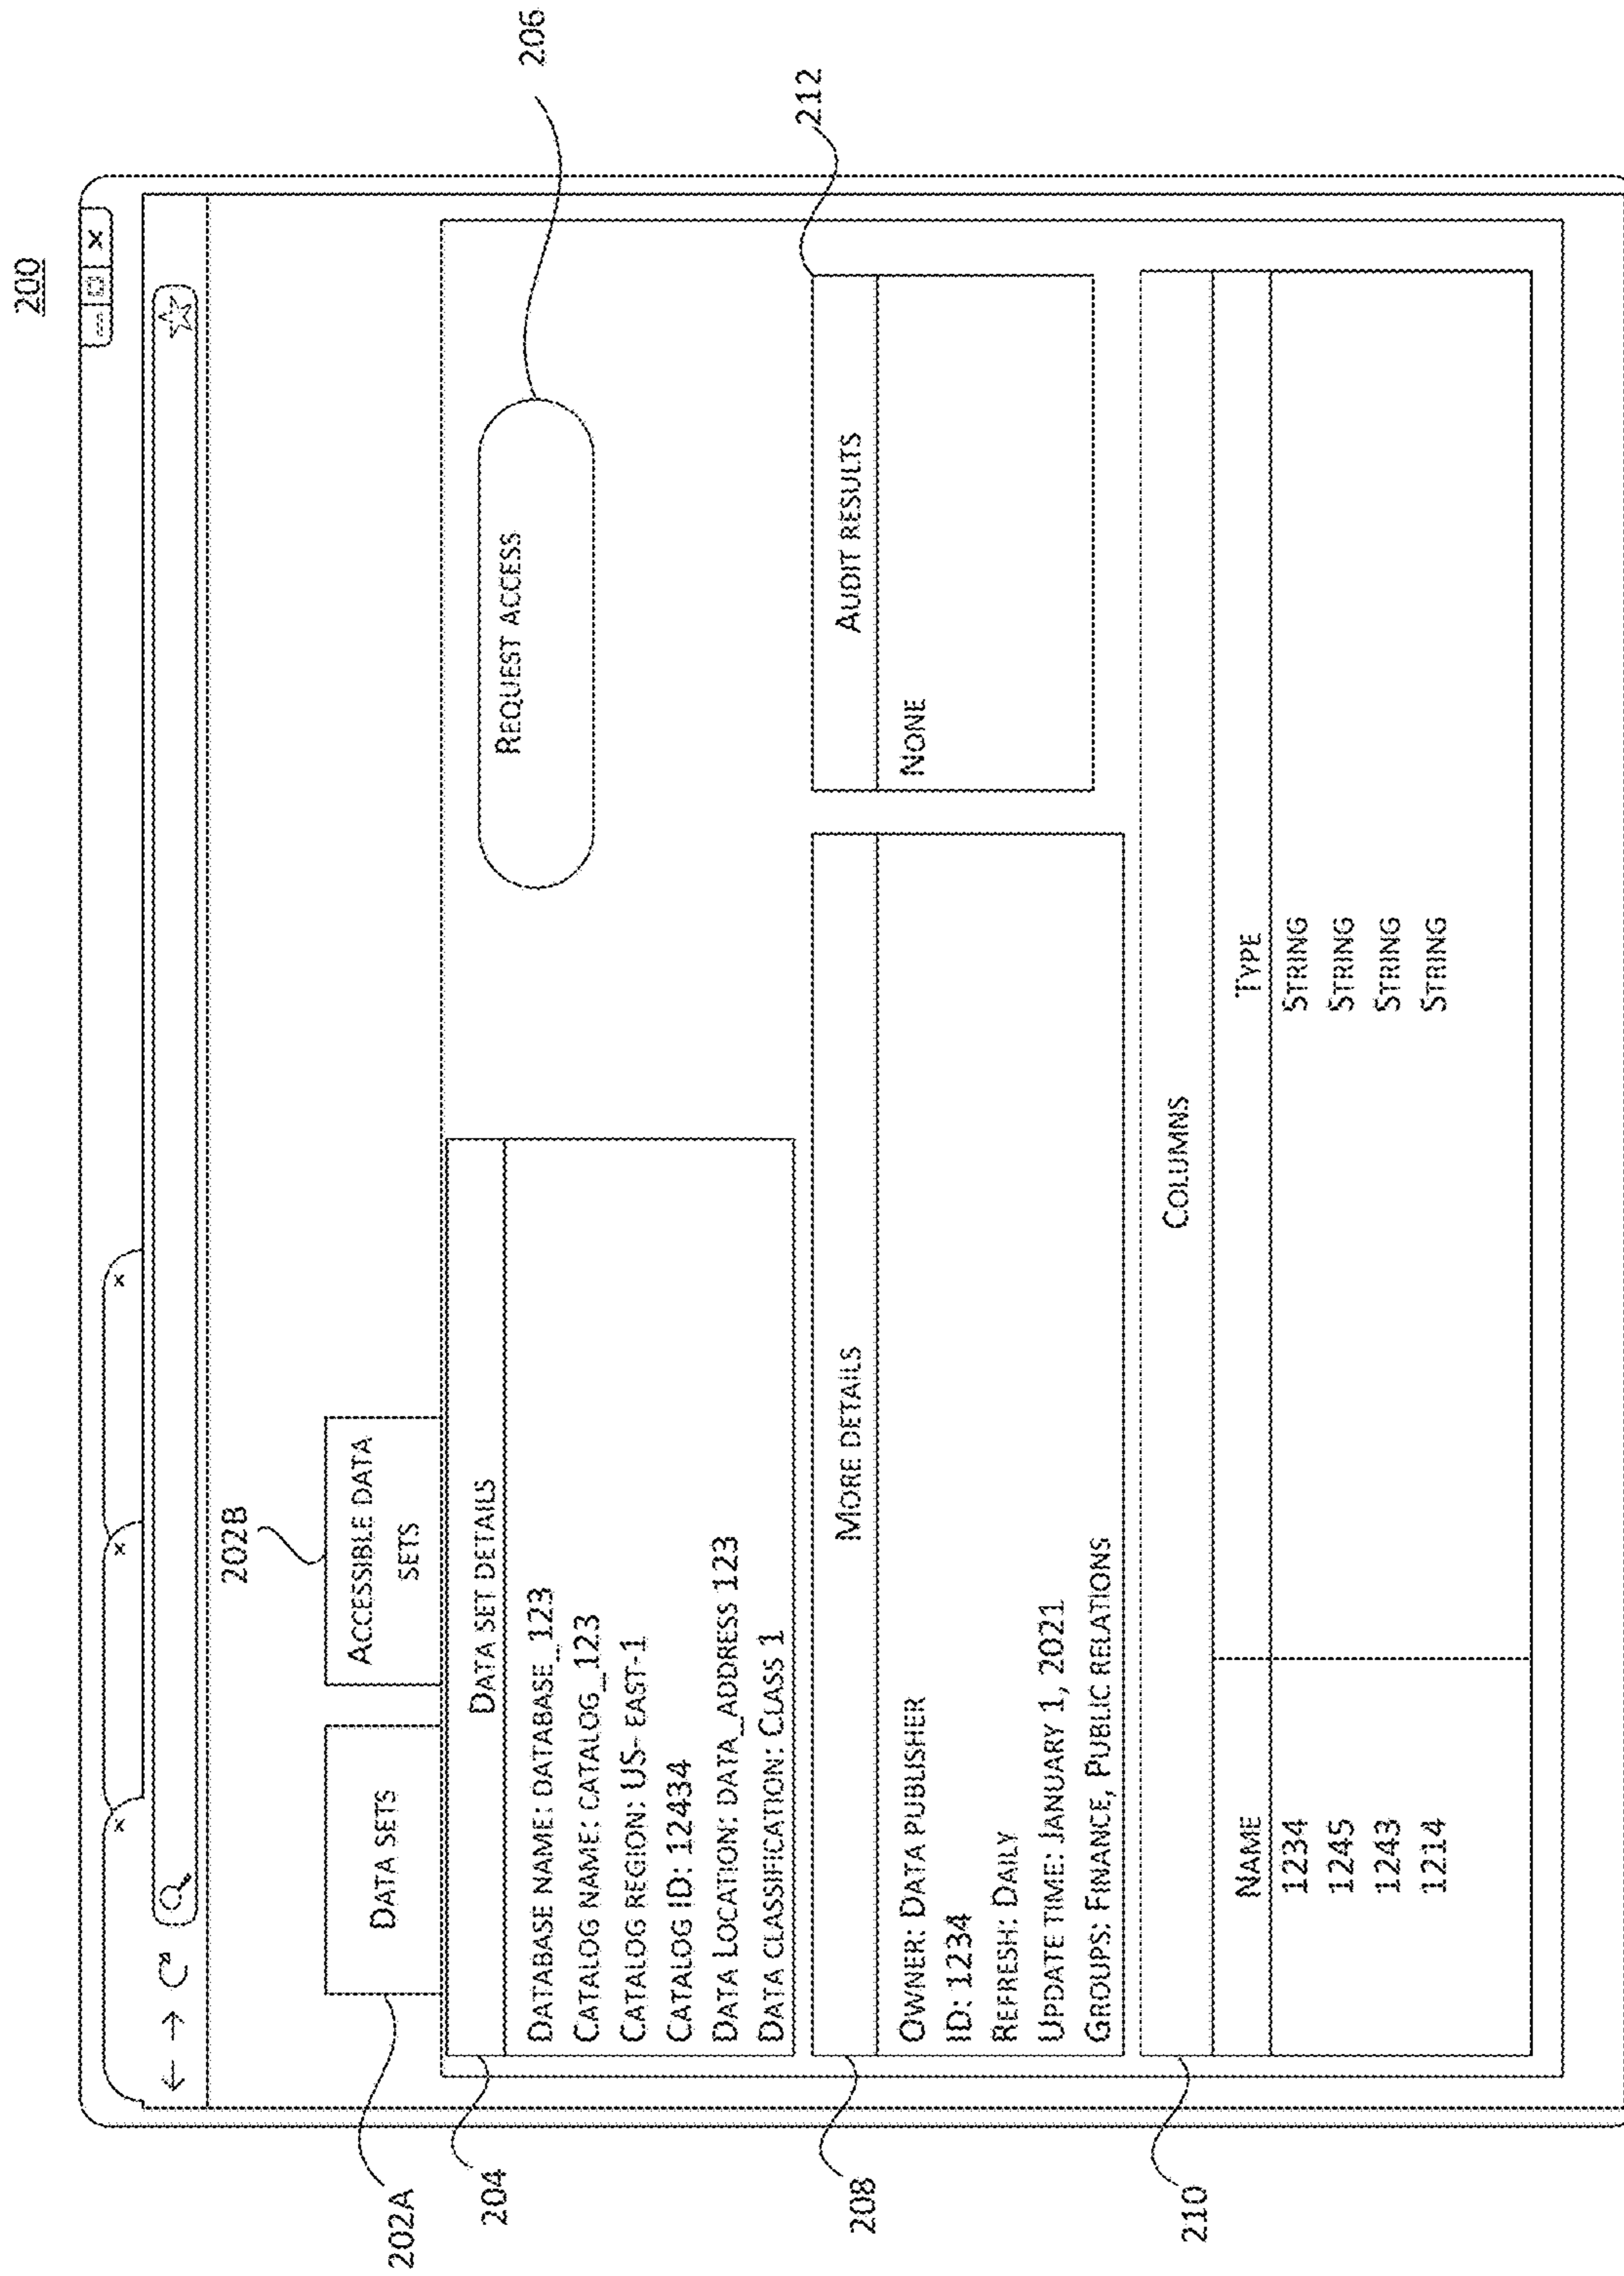 200
202B
202A
DATA SETS
ACCESSIBLE DATA
SETS
204
DATA SET DETAILS
DATABASE NAME: DATABASE_123
CATALOG NAME: CATALOG_123
CATALOG REGION: US- EAST-1
CATALOG ID: 12434
DATA LOCATION: DATA_ADDRESS 123
DATA CLASSIFICATION: CLASS 1
REQUEST ACCESS
206
208
MORE DETAILS
OWNER: DATA PUBLISHER
ID: 1234
REFRESH: DAILY
UPDATE TIME: JANUARY 1, 2021
GROUPS: FINANCE, PUBLIC RELATIONS
AUDIT RESULTS
NONE
212
210
COLUMNS
NAME TYPE
1234 STRING
1245 STRING
1243 STRING
1214 STRING